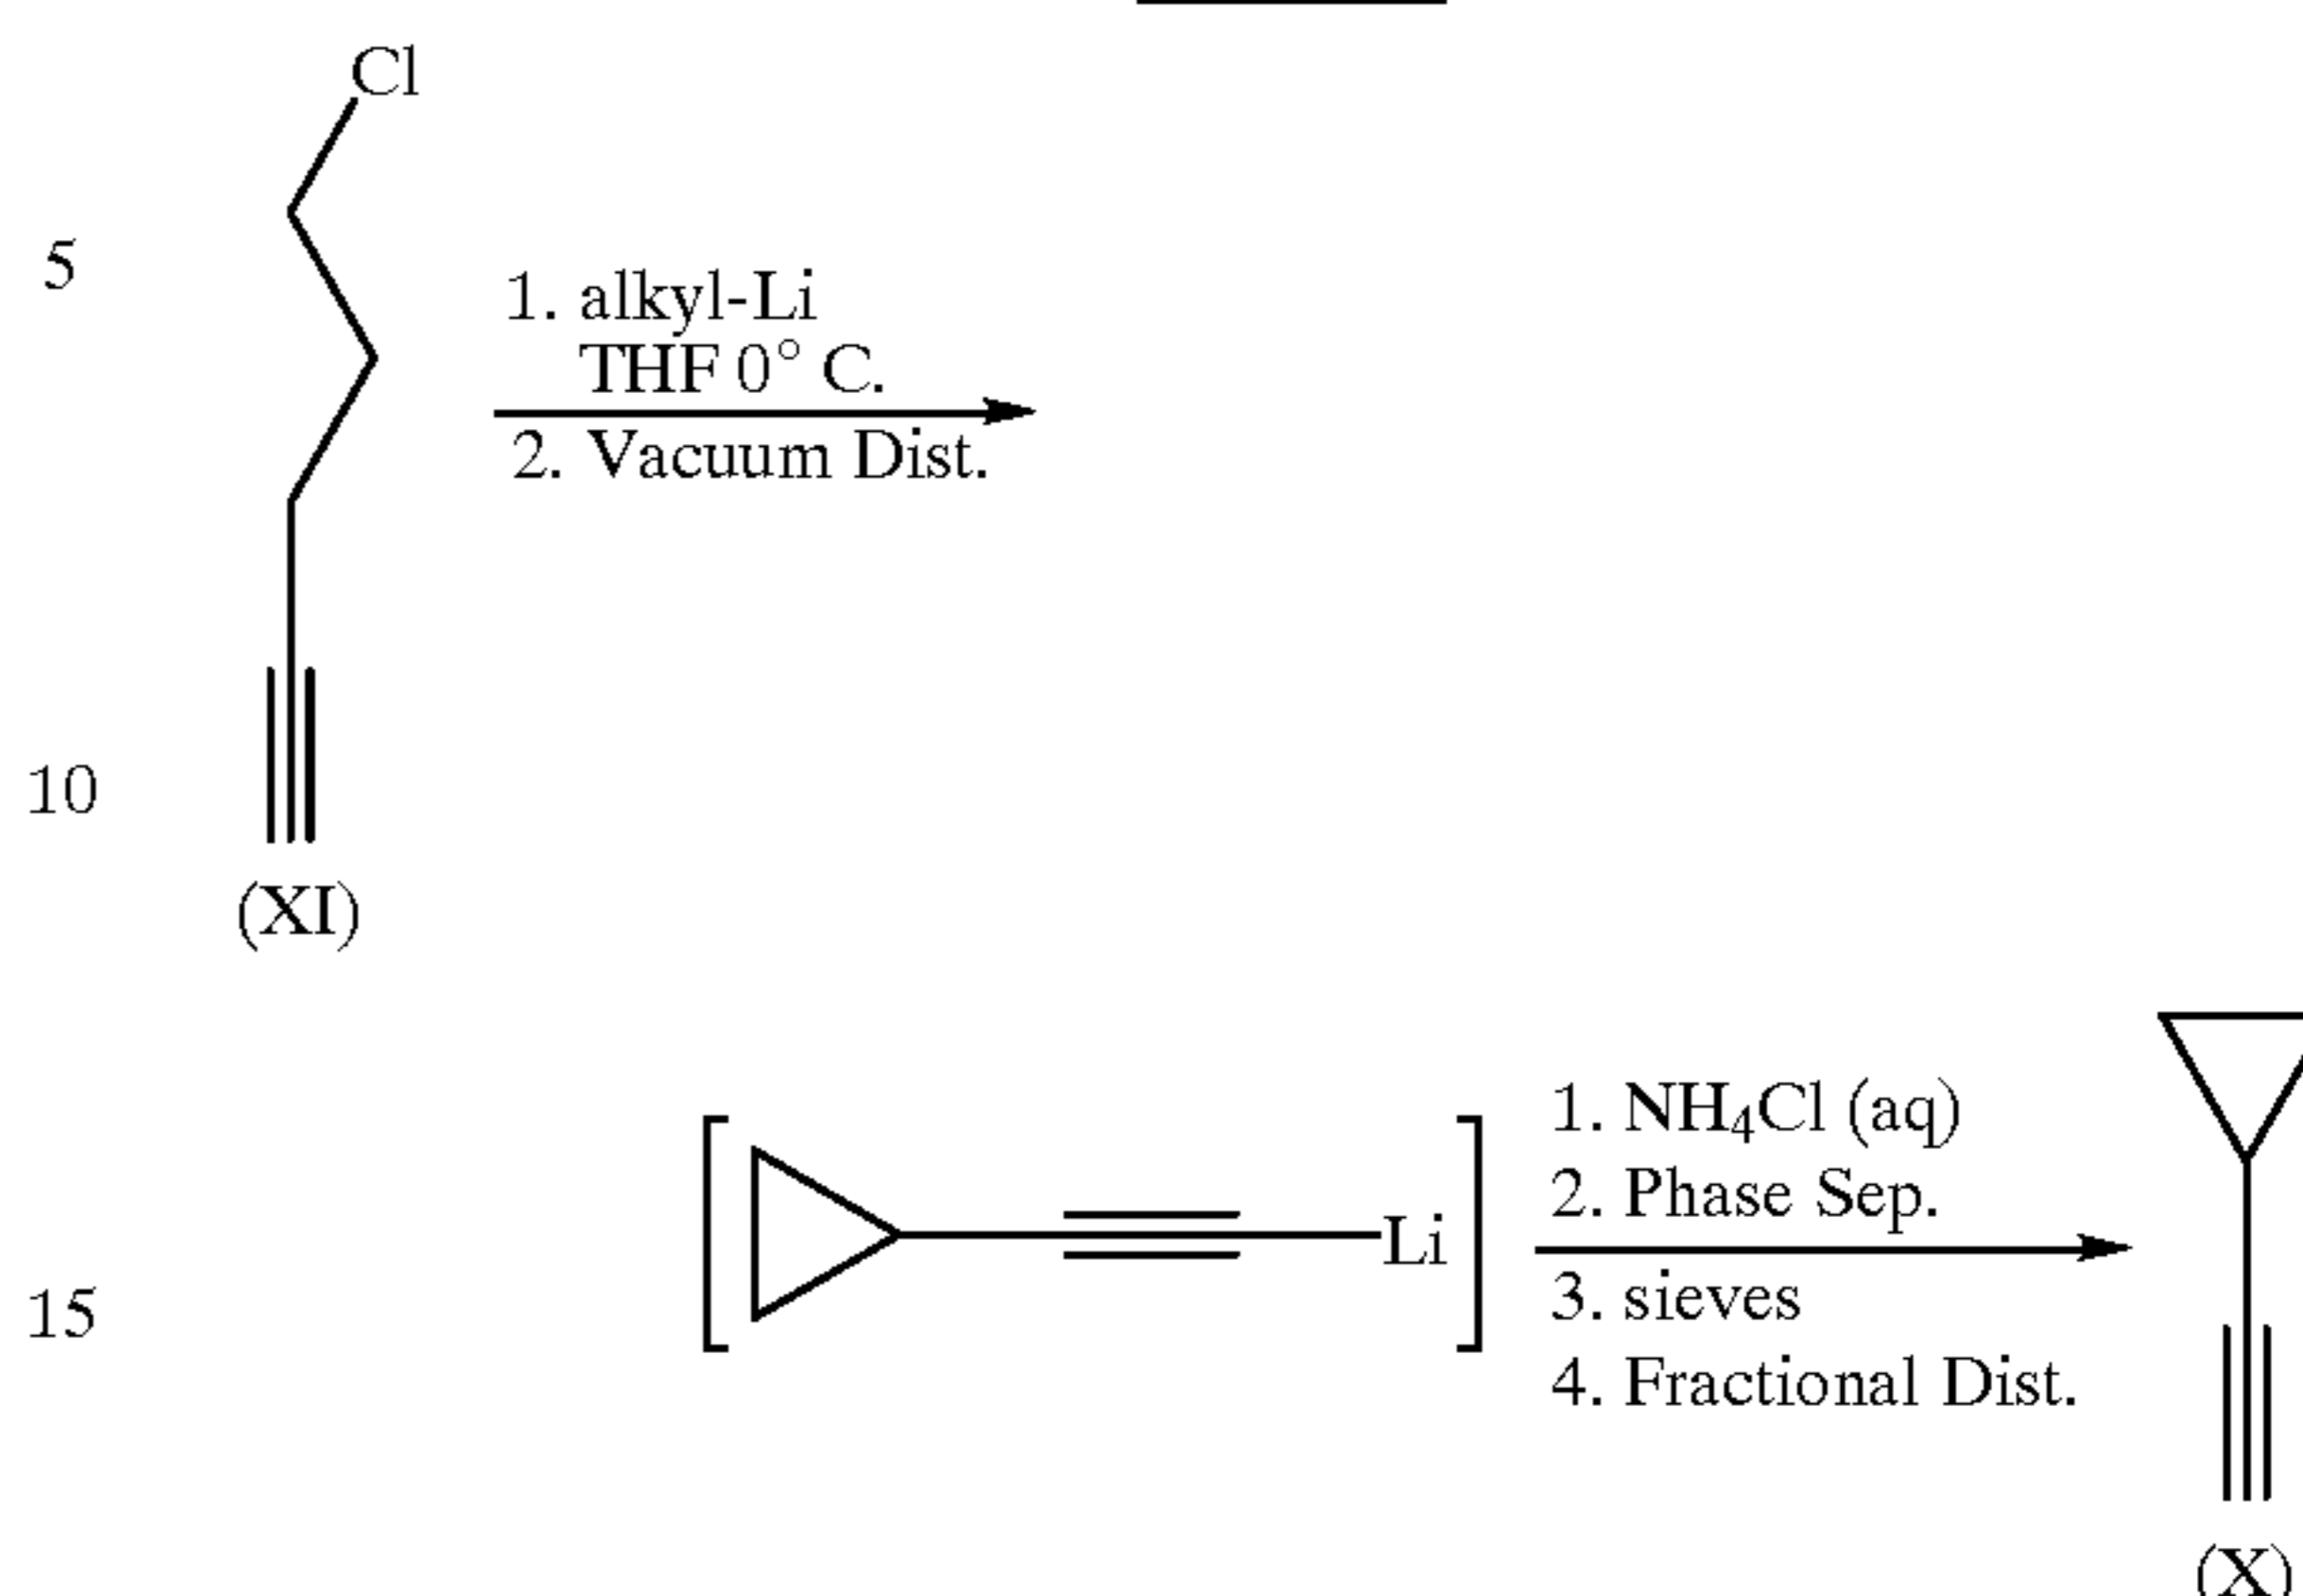 Cl
5
1. alkyl-Li
THF 0° C.
2. Vacuum Dist.
10
(XI)
1. NH4Cl (aq)
2. Phase Sep.
Li
3. sieves
15
4. Fractional Dist.
(X)